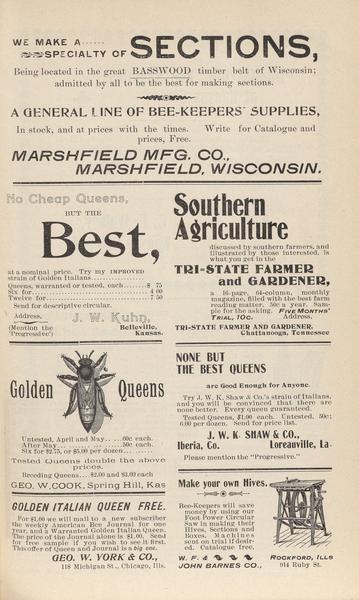 WE MAKE A......
SPECIALTY OF SECTIONS,
Being located in the great BASSWOOD timber belt of Wisconsin;
admitted by all to be the best for making sections.
A GENERAL LINE OF BEE-KEEPERS' SUPPLIES,
In stock, and at prices with the times. Write for Catalogue and
prices, Free.
MARSHFIELD MFG. CO.,
MARSHFIELD, WISCONSIN.
No Cheap Queens,
BUT THE
Best,
at a nominal price. Try my IMPROVED
strain of Golden Italians.
Queens, warranted or tested, each......$ 75
Six for............ 4 00
Twelve for............ 7 50
Send for descriptive circular.
Address,
J. W. Kuhn,
(Mention the Belleville,
'Progressive') Kansas.
Golden Queens
Untested, April and May.....60c each.
After May.....50c each.
Six for $2.75, or $5.00 per dozen.....
Tested Queens double the above
prices.
Breeding Queens...$2.00 and $3.00 each
GEO. W, COOK, Spring Hill, Kas
GOLDEN ITALIAN QUEEN FREE.
For $1.00 we will mail to a new subscriber
the weekly American Bee Journal for one
year, and a Warranted Golden Italian Queen.
The price of the Journal alone is $1.00. Send
for free sample if you wish to see it first.
This offer of Queen and Journal is a big one.
GEO. W. YORK & CO.,
118 Michigan St., Chicago, Ills.
Southern
Agriculture
discussed by southern farmers, and
illustrated by those interested, is
what you get in the
TRI-STATE FARMER
and GARDENER,
a 16-page, 64-column, monthly
magazine, filled with the best farm
reading matter. 50c a year. Sam-
ple for the asking. FIVE MONTHS'
TRIAL, 10c. Address,
TRI-STATE FARMER AND GARDENER,
Chattanooga, Tennessee
NONE BUT
THE BEST QUEENS
are Good Enough for Anyone.
Try J. W. K. Shaw & Co.'s strain of Italians,
and you will be convinced that there are
none better. Every queen guaranteed.
Tested Queens, $1.00 each. Untested, 50c;
6.00 per dozen. Send for price list.
J. W. K. SHAW & CO.,
Iberia, Co. Loreauville, La.
Please mention the "Progressive."
Make your own Hives.
Bee-Keepers will save
money by using our
Foot Power Circular
Saw in making their
Hives, Sections and
Boxes. Machines
sent on trial if desir-
ed. Catalogue free.
W. F. &
JOHN BARNES CO.,
ROCKFORD, ILLS
914 Ruby St.